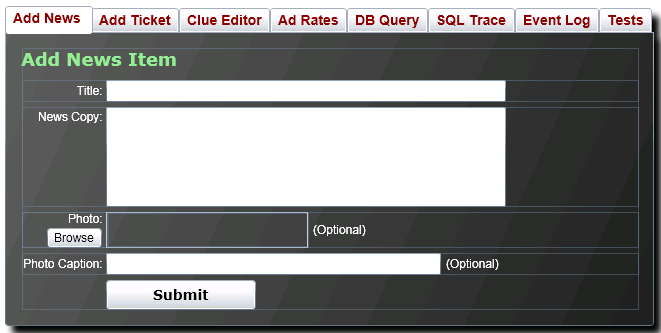 Add News Add Ticket Clue Editor Ad Rates DB Query SQL Trace Event Log Tests
Add News Item
Title:
News Copy:
Photo:
Browse (Optional)
Photo Caption: (Optional)
Submit